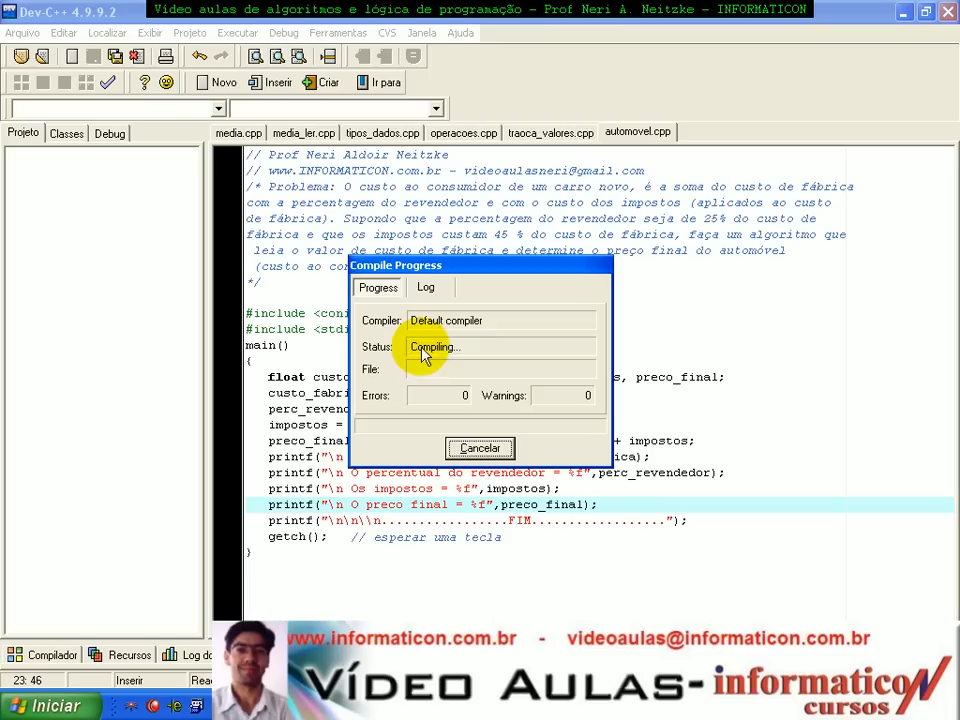 Vídeo aulas de algoritmos e lógica de programação - Prof Neri A. Neitzke - INFORMATICON
Dev-C++ 4.9.9.2
Arquivo Editar Localizar Exibir Projeto Executar Debug Ferramentas CVS Janela Ajuda
Novo Inserir Criar Ir para
Projeto Classes Debug
media.cpp media_ler.cpp tipos_dados.cpp operacoes.cpp traoca_valores.cpp automovel.cpp
// Prof Neri Aldoir Neitzke
// www.INFORMATICON.com.br - videoaulasneri@gmail.com
/* Problema: O custo ao consumidor de um carro novo, é a soma do custo de fábrica
com a percentagem do revendedor e com o custo dos impostos (aplicados ao custo
de fábrica). Supondo que a percentagem do revendedor seja de 25% do custo de
fábrica e que os impostos custam 45 % do custo de fábrica, faça um algoritmo que
leia o valor de custo de fábrica e determine o preço final do automóvel
(custo ao con
*/
#include <coni
#include <stdi
main()
{
float custo s, preco_final;
custo_fabri
perc_revend
impostos =
preco_final + impostos;
printf("\n ica);
printf("\n O percentual do revendedor = %f",perc_revendedor);
printf("\n Os impostos = %f",impostos);
printf("\n O preco final = %f",preco_final);
printf("\n\n\\n.................FIM..................");
getch(); // esperar uma tecla
}
Compile Progress
Progress Log
Compiler: Default compiler
Status: Compiling...
File:
Errors: 0 Warnings: 0
Cancelar
Compilador Recursos Log do
23: 46 Inserir
Iniciar
www.informaticon.com.br - videoaulas@informaticon.com.br
Vídeo Aulas- informaticon
cursos